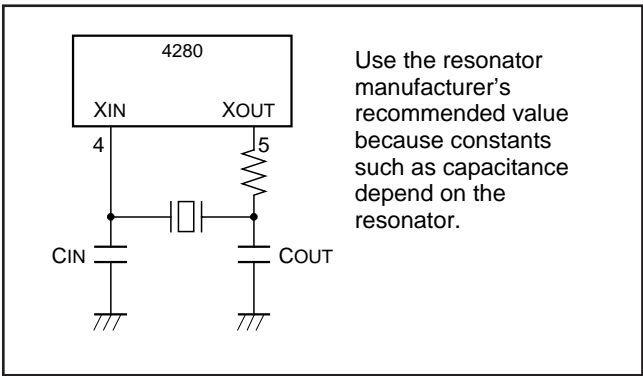 4280
XIN XOUT
4 5
CIN COUT
Use the resonator
manufacturer's
recommended value
because constants
such as capacitance
depend on the
resonator.